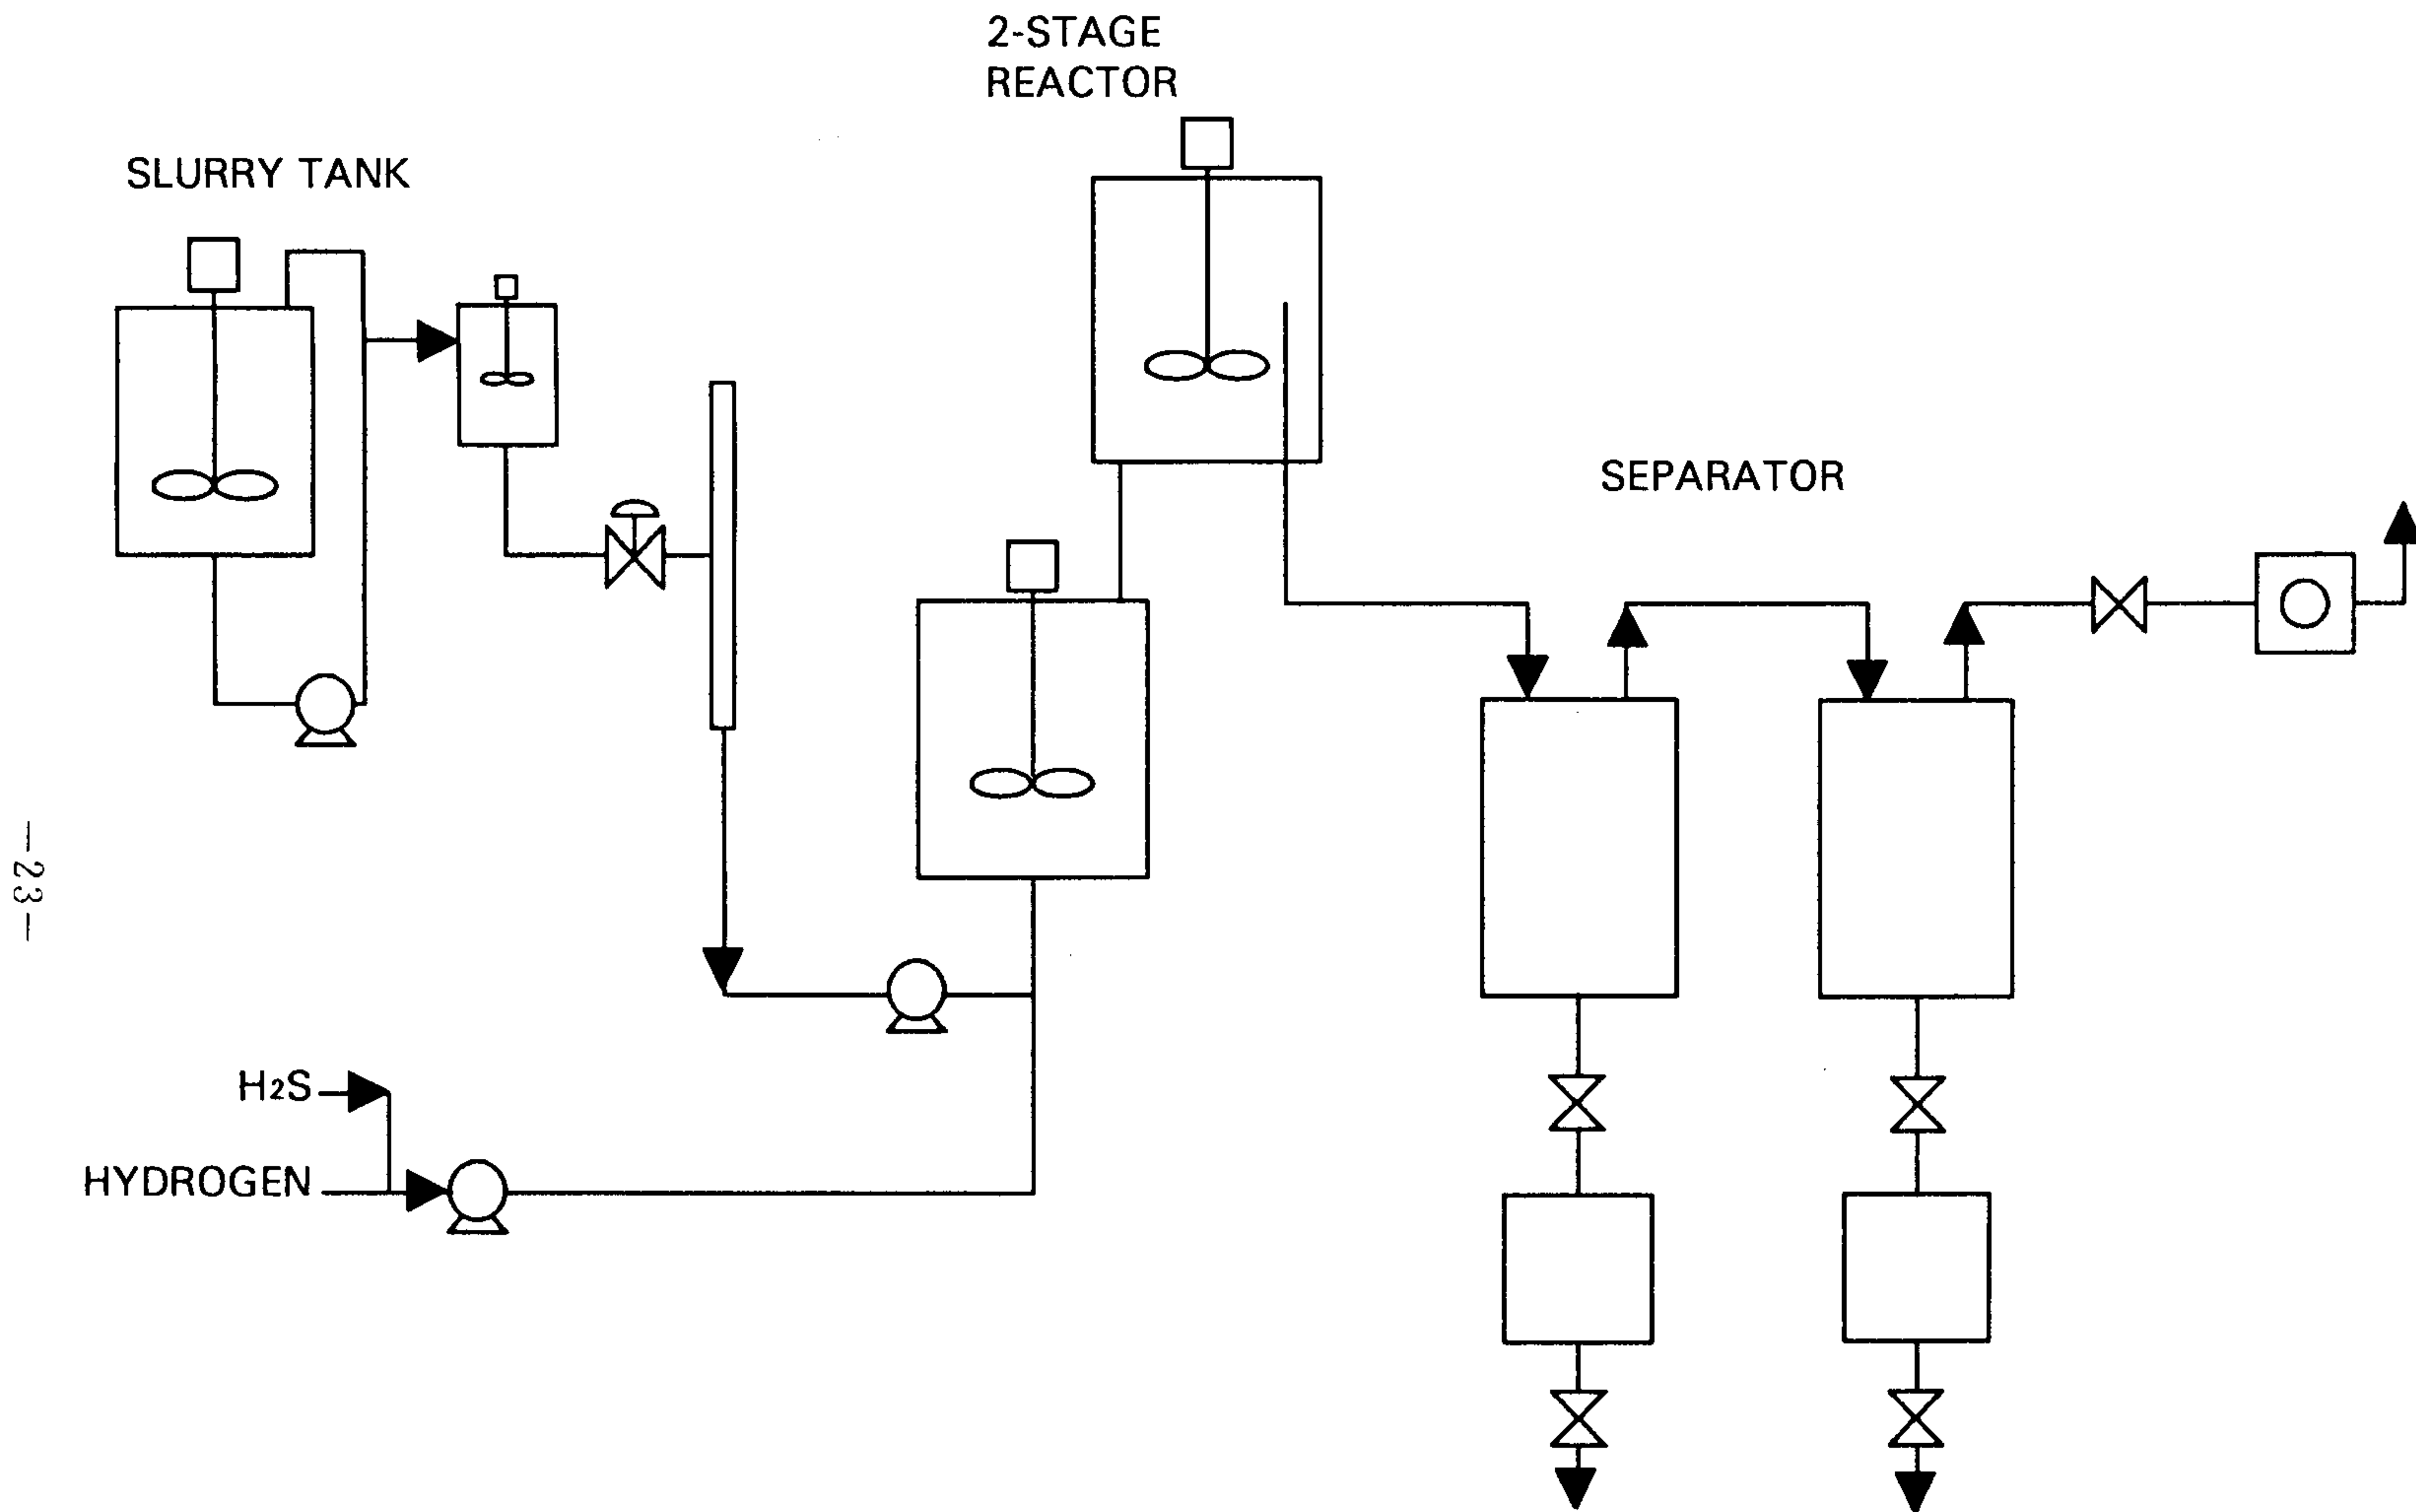 2-STAGE
REACTOR
SLURRY TANK
SEPARATOR
H2S
HYDROGEN
—23—